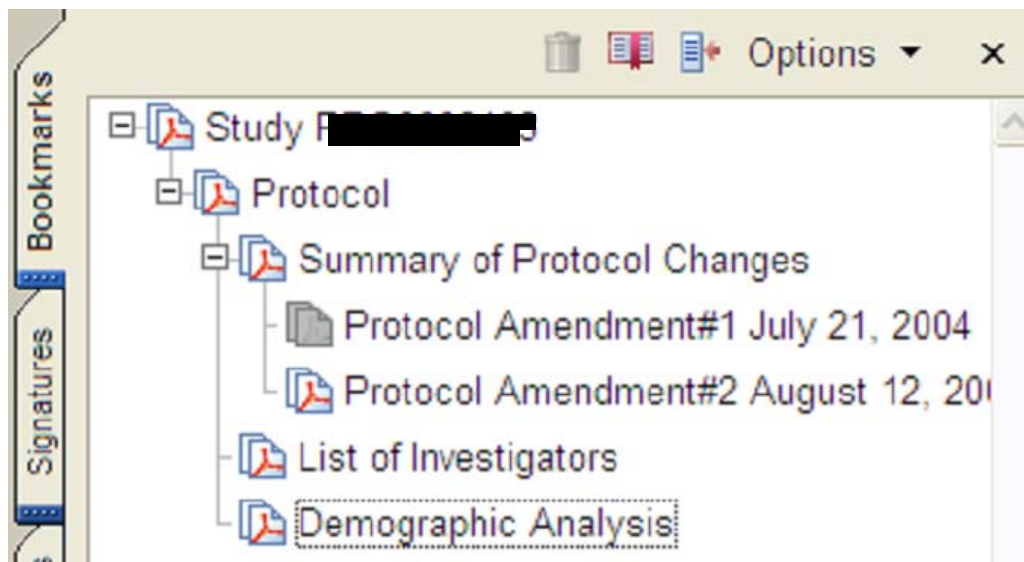 Options
Bookmarks
Study
Protocol
Summary of Protocol Changes
Protocol Amendment#1 July 21, 2004
Protocol Amendment#2 August 12,
Signatures
List of Investigators
Demographic Analysis